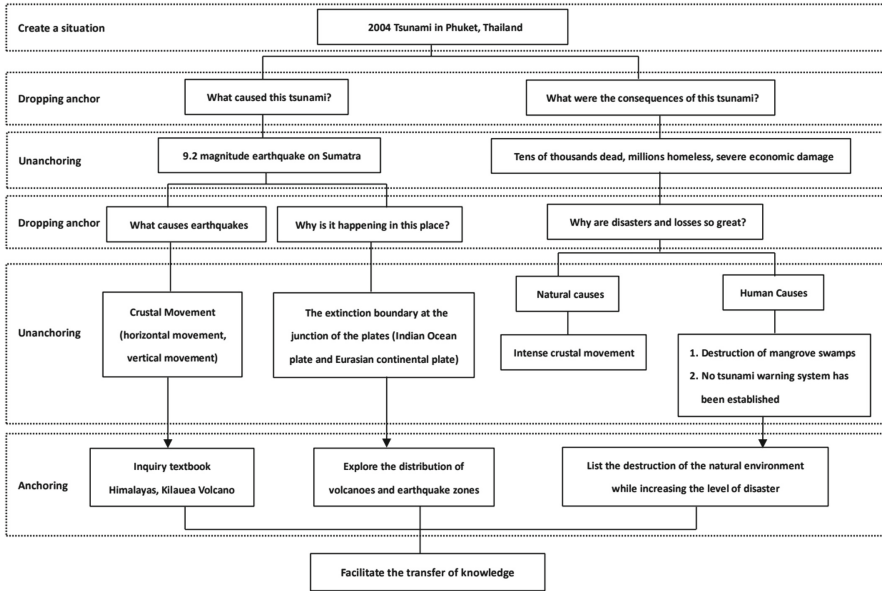 Create a situation
2004 Tsunami in Phuket, Thailand
Dropping anchor
What caused this tsunami?
What were the consequences of this tsunami?
Unanchoring
9.2 magnitude earthquake on Sumatra
Tens of thousands dead, millions homeless, severe economic damage
Dropping anchor
What causes earthquakes
Why is it happening in this place?
Why are disasters and losses so great?
Unanchoring
Crustal Movement
(horizontal movement,
vertical movement)
The extinction boundary at the
junction of the plates (Indian Ocean
plate and Eurasian continental plate)
Natural causes
Human Causes
Intense crustal movement
1. Destruction of mangrove swamps
2. No tsunami warning system has
been established
Anchoring
Inquiry textbook
Himalayas, Kilauea Volcano
Explore the distribution of
volcanoes and earthquake zones
List the destruction of the natural environment
while increasing the level of disaster
Facilitate the transfer of knowledge